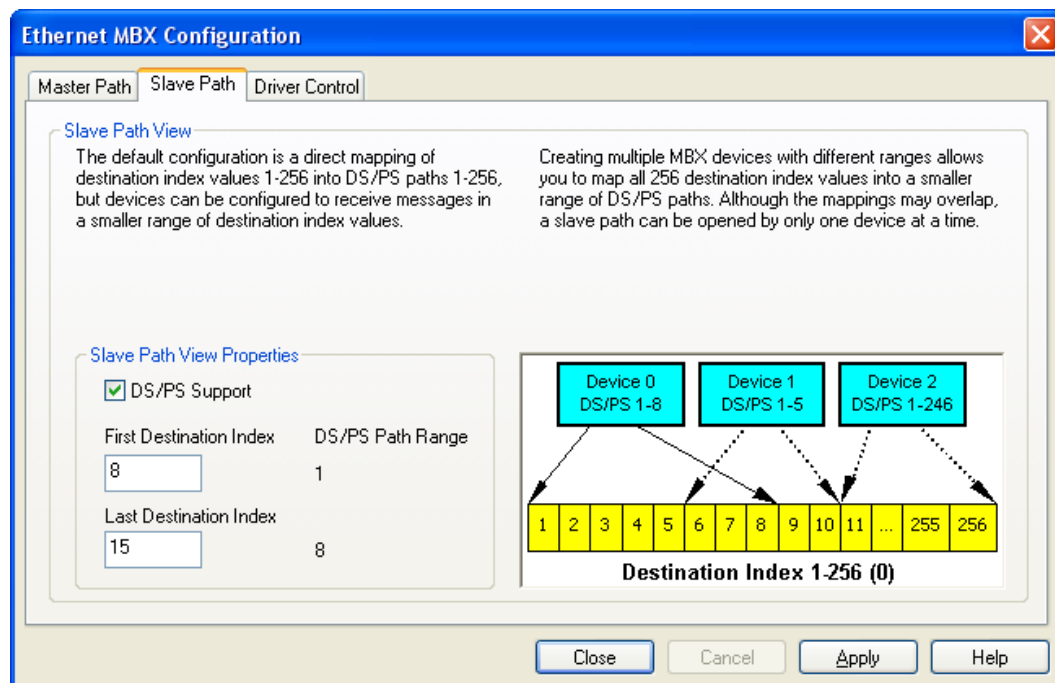 Ethernet MBX Configuration
Master Path Slave Path Driver Control
Slave Path View
The default configuration is a direct mapping of
destination index values 1-256 into DS/PS paths 1-256,
but devices can be configured to receive messages in
a smaller range of destination index values.
Creating multiple MBX devices with different ranges allows
you to map all 256 destination index values into a smaller
range of DS/PS paths. Although the mappings may overlap,
a slave path can be opened by only one device at a time.
Slave Path View Properties
DS/PS Support
First Destination Index DS/PS Path Range
8 1
Last Destination Index
15 8
Device 0 Device 1 Device 2
DS/PS 1-8 DS/PS 1-5 DS/PS 1-246
1 2 3 4 5 6 7 8 9 10 11 ... 255 256
Destination Index 1-256 (0)
Close Cancel Apply Help